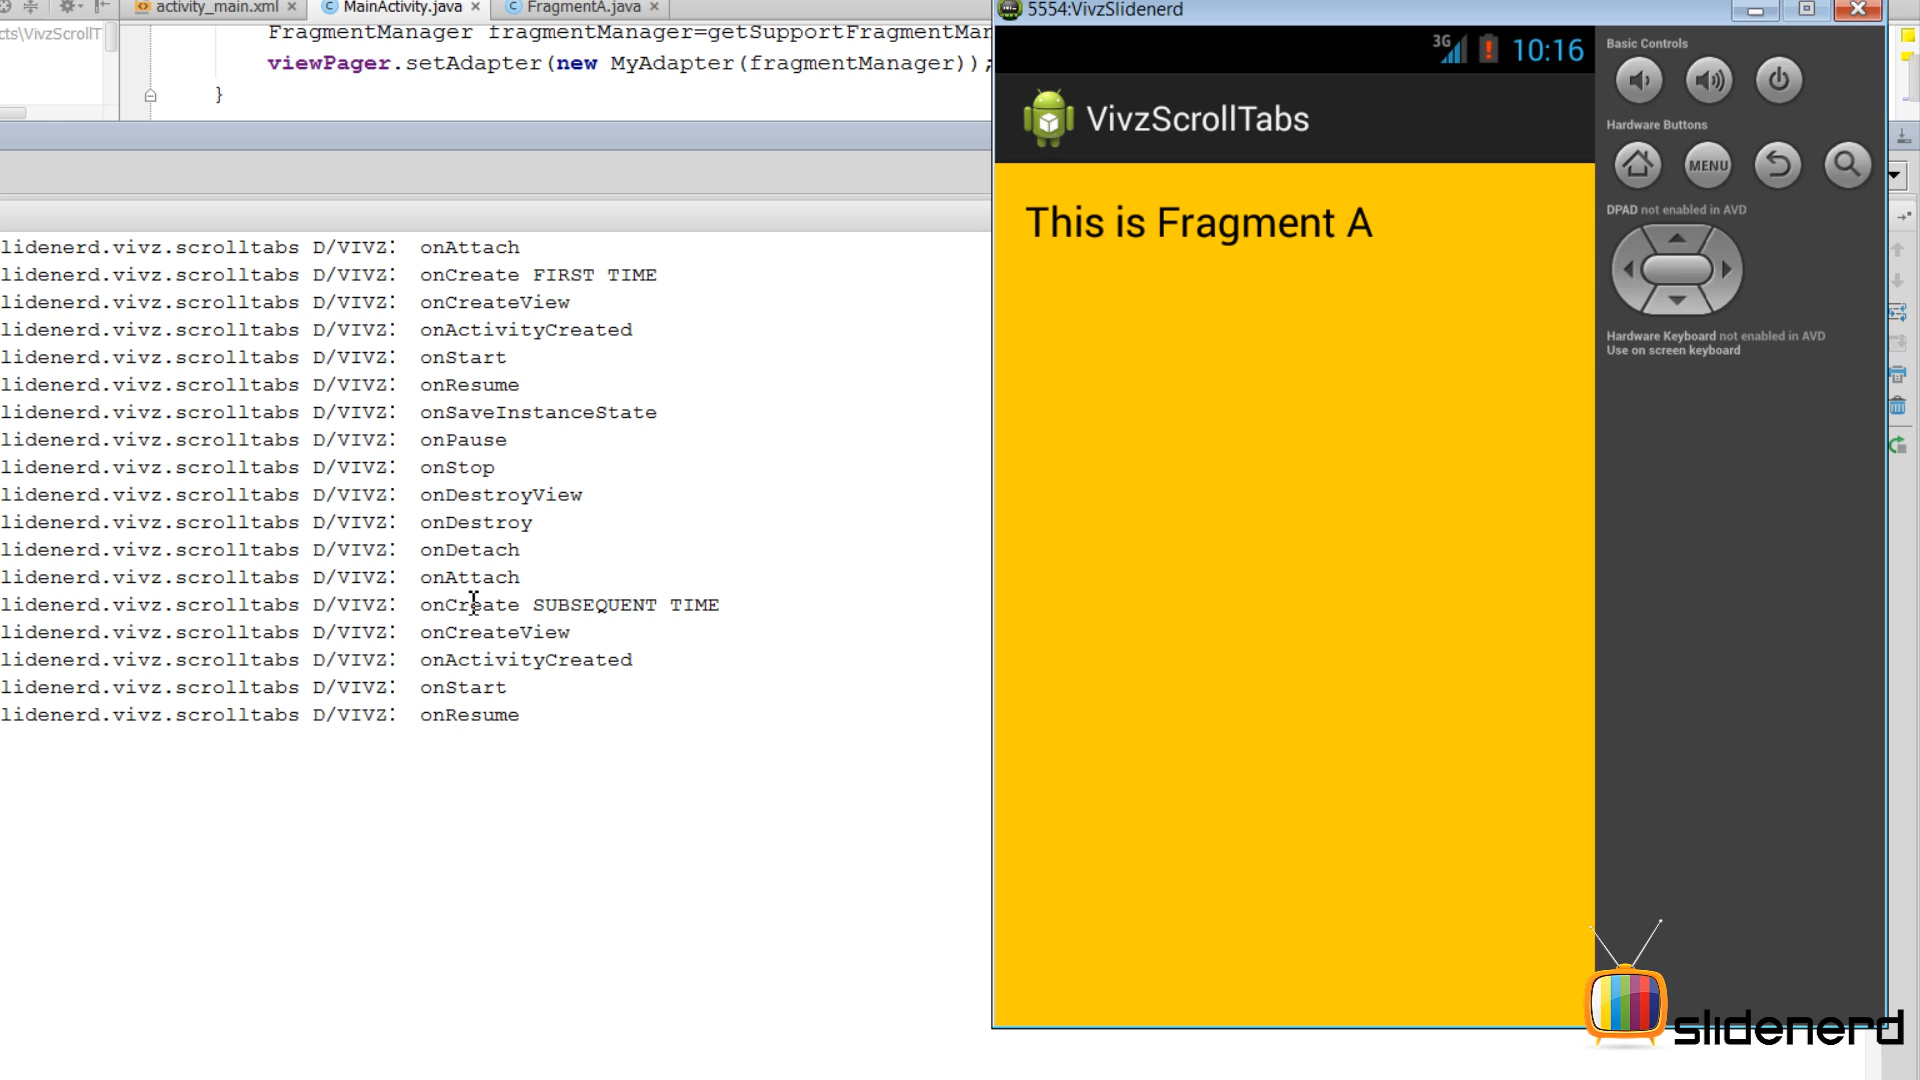 activity_main.xml
MainActivity.java
FragmentA.java
cts\VivzScrollT
FragmentManager fragmentManager=getSupportFragmentMan
viewPager.setAdapter(new MyAdapter(fragmentManager));
}
lidenerd.vivz.scrolltabs D/VIVZ: onAttach
lidenerd.vivz.scrolltabs D/VIVZ: onCreate FIRST TIME
lidenerd.vivz.scrolltabs D/VIVZ: onCreateView
lidenerd.vivz.scrolltabs D/VIVZ: onActivityCreated
lidenerd.vivz.scrolltabs D/VIVZ: onStart
lidenerd.vivz.scrolltabs D/VIVZ: onResume
lidenerd.vivz.scrolltabs D/VIVZ: onSaveInstanceState
lidenerd.vivz.scrolltabs D/VIVZ: onPause
lidenerd.vivz.scrolltabs D/VIVZ: onStop
lidenerd.vivz.scrolltabs D/VIVZ: onDestroyView
lidenerd.vivz.scrolltabs D/VIVZ: onDestroy
lidenerd.vivz.scrolltabs D/VIVZ: onDetach
lidenerd.vivz.scrolltabs D/VIVZ: onAttach
lidenerd.vivz.scrolltabs D/VIVZ: onCreate SUBSEQUENT TIME
lidenerd.vivz.scrolltabs D/VIVZ: onCreateView
lidenerd.vivz.scrolltabs D/VIVZ: onActivityCreated
lidenerd.vivz.scrolltabs D/VIVZ: onStart
lidenerd.vivz.scrolltabs D/VIVZ: onResume
5554:VivzSlidenerd
3G 10:16
VivzScrollTabs
This is Fragment A
Basic Controls
Hardware Buttons
MENU
DPAD not enabled in AVD
Hardware Keyboard not enabled in AVD
Use on screen keyboard
slidenerd